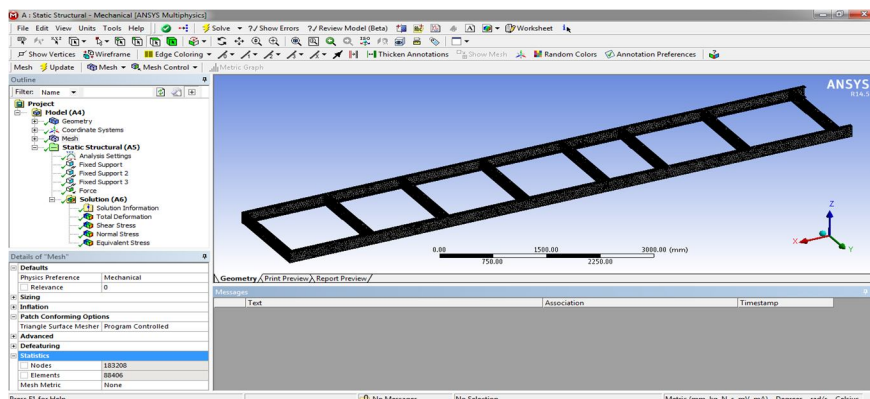 A : Static Structural - Mechanical [ANSYS Multiphysics]
File Edit View Units Tools Help Solve ?/ Show Errors ?/ Review Model (Beta) A Worksheet
Show Vertices Wireframe Edge Coloring Thicken Annotations Show Mesh Random Colors Annotation Preferences
Mesh Update Mesh Mesh Control Metric Graph
Outline
Filter: Name
Project
Model (A4)
Geometry
Coordinate Systems
Mesh
Static Structural (A5)
Analysis Settings
Fixed Support
Fixed Support 2
Fixed Support 3
Force
Solution (A6)
Solution Information
Total Deformation
Shear Stress
Normal Stress
Equivalent Stress
ANSYS
R14.5
Z
X
Y
0.00 1500.00 3000.00 (mm)
750.00 2250.00
Geometry Print Preview Report Preview
Details of "Mesh"
Defaults
Physics Preference Mechanical
Relevance 0
Sizing
Inflation
Patch Conforming Options
Triangle Surface Mesher Program Controlled
Advanced
Defeaturing
Statistics
Nodes 183208
Elements 88406
Mesh Metric None
Messages
Text Association Timestamp
Press F1 for Help No Messages No Selection Metric (mm, kg, N, s, mV, mA) Degrees rad/s Celsius